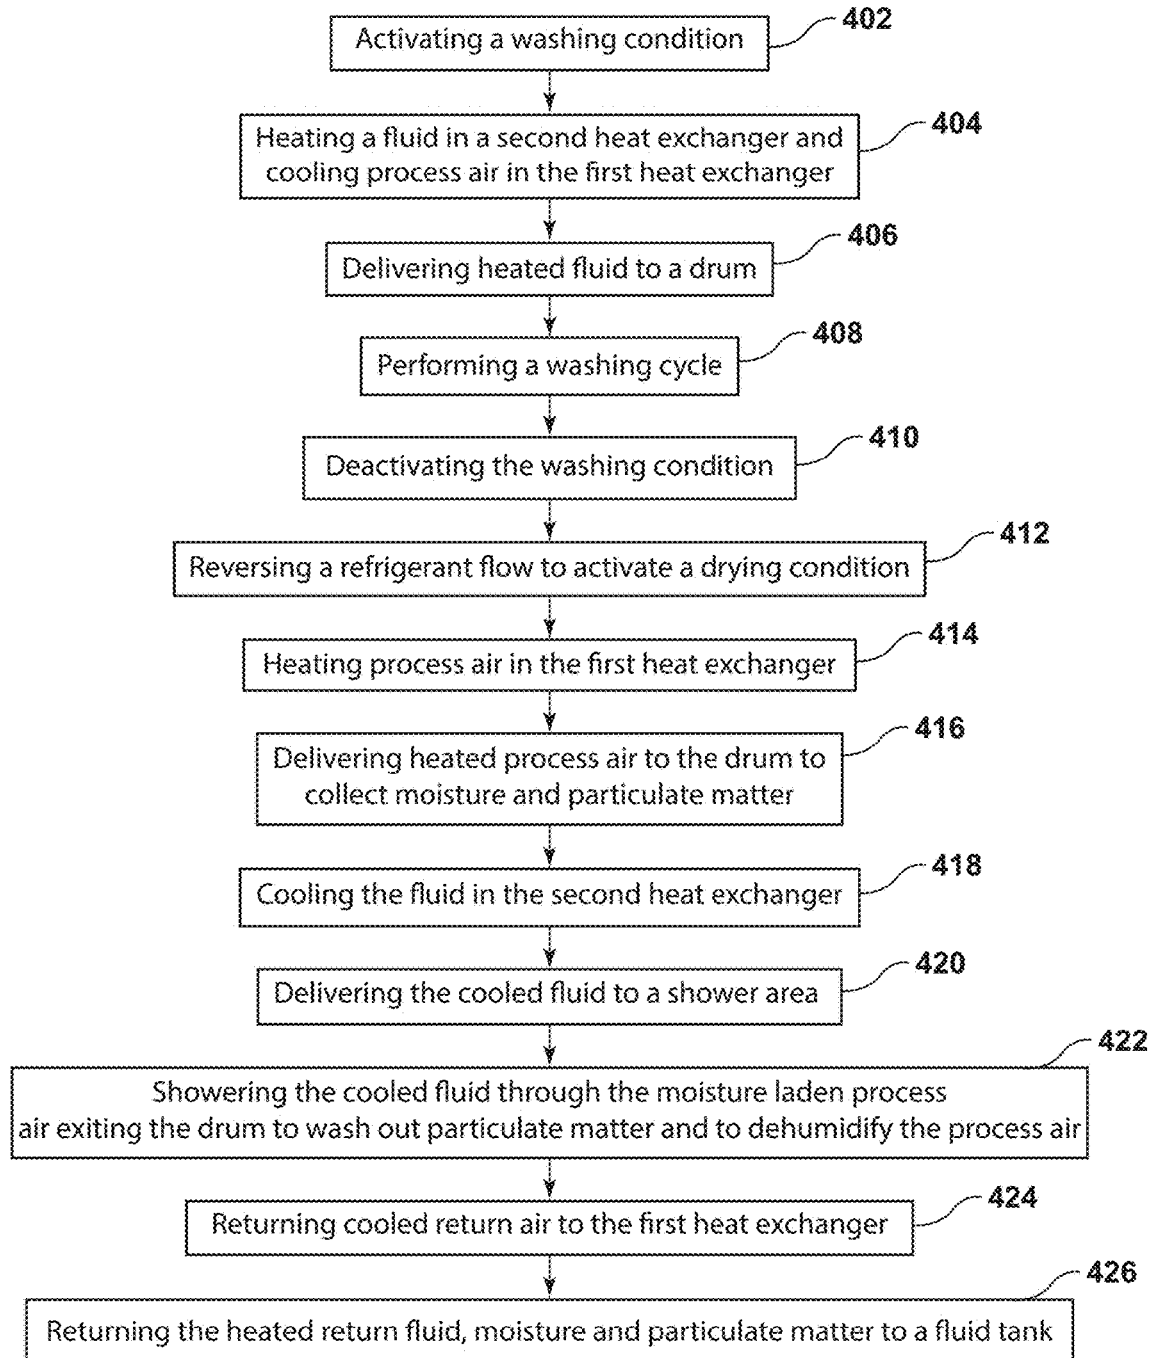 Activating a washing condition
402
Heating a fluid in a second heat exchanger and
cooling process air in the first heat exchanger
404
Delivering heated fluid to a drum
406
Performing a washing cycle
408
Deactivating the washing condition
410
Reversing a refrigerant flow to activate a drying condition
412
Heating process air in the first heat exchanger
414
Delivering heated process air to the drum to
collect moisture and particulate matter
416
Cooling the fluid in the second heat exchanger
418
Delivering the cooled fluid to a shower area
420
Showering the cooled fluid through the moisture laden process
air exiting the drum to wash out particulate matter and to dehumidify the process air
422
Returning cooled return air to the first heat exchanger
424
Returning the heated return fluid, moisture and particulate matter to a fluid tank
426